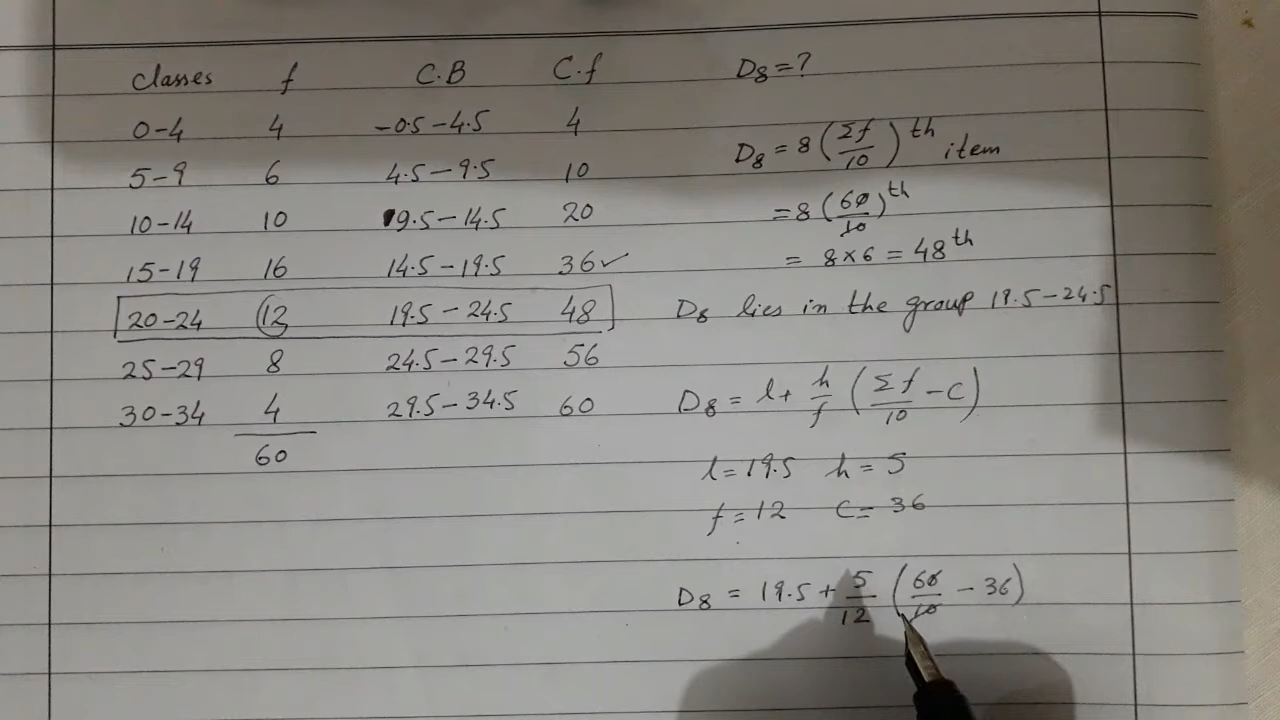 Classes f C.B C.f D8=?
0-4 4 -0.5-4.5 4
5-9 6 4.5-9.5 10
10-14 10 9.5-14.5 20
15-19 16 14.5-19.5 36✓
20-24 12 19.5-24.5 48
25-29 8 24.5-29.5 56
30-34 4 29.5-34.5 60
60
D8 = 8 (Σf/10)th item
= 8 (60/10)th
= 8×6 = 48th
D8 lies in the group 19.5-24.5
D8 = l+ h/f (Σf/10 - C)
l=19.5 h=5
f=12 C=36
D8 = 19.5+ 5/12 (60/10 - 36)